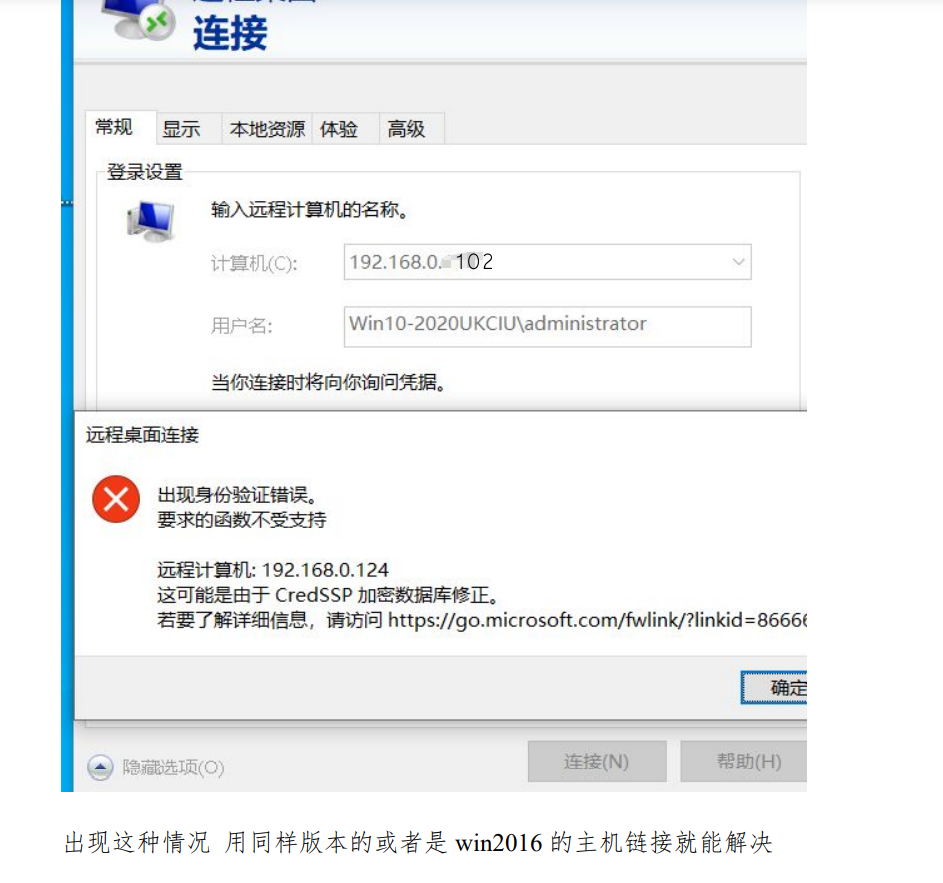 连接
常规 显示 本地资源 体验 高级
登录设置
输入远程计算机的名称。
计算机(C): 192.168.0. 102
用户名: Win10-2020UKCIU\administrator
当你连接时将向你询问凭据。
远程桌面连接
出现身份验证错误。
要求的函数不受支持
远程计算机: 192.168.0.124
这可能是由于 CredSSP 加密数据库修正。
若要了解详细信息，请访问 https://go.microsoft.com/fwlink/?linkid=86666
确定
隐藏选项(O) 连接(N) 帮助(H)
出现这种情况 用同样版本的或者是 win2016 的主机链接就能解决